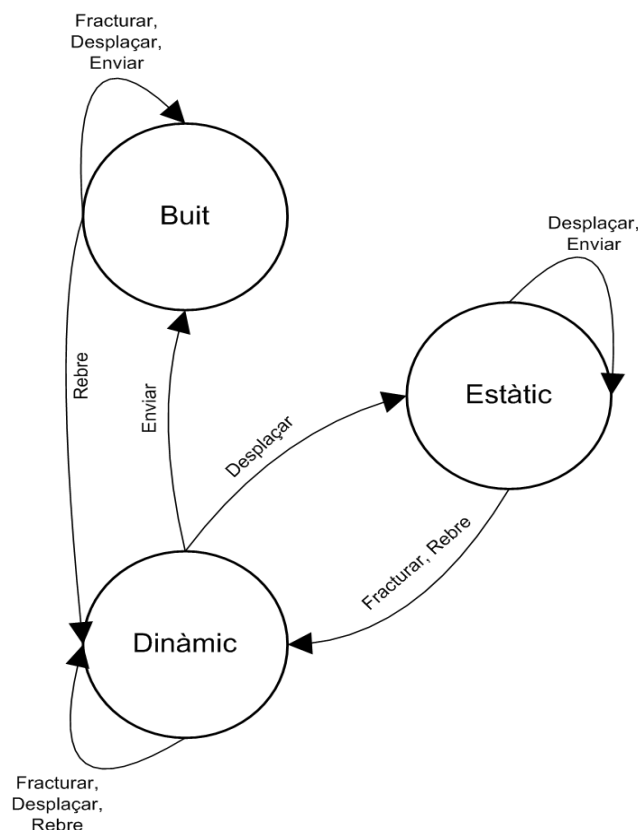 Fracturar,
Desplaçar,
Enviar
Buit
Desplaçar,
Enviar
Rebre
Enviar
Estàtic
Desplaçar
Fracturar, Rebre
Dinàmic
Fracturar,
Desplaçar,
Rebre